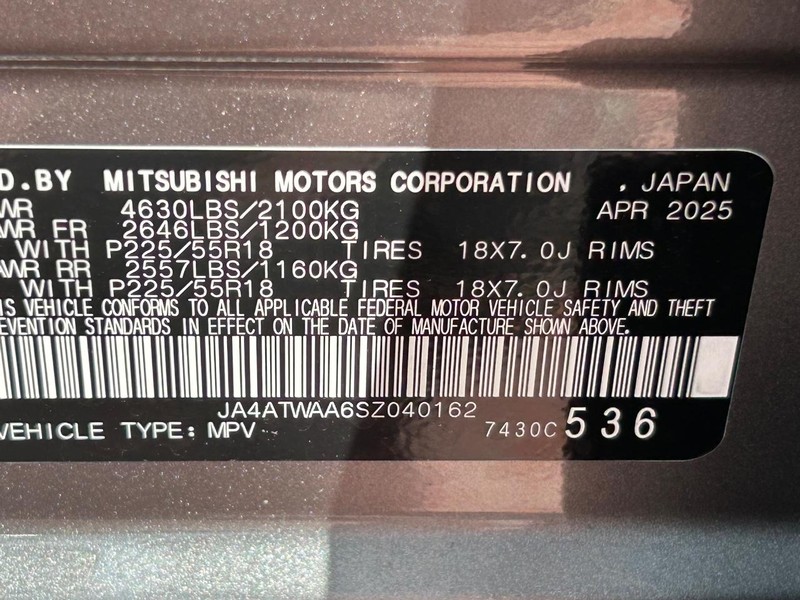 D.BY MITSUBISHI MOTORS CORPORATION . JAPAN
WR 4630LBS/2100KG APR 2025
WR FR 2646LBS/1200KG
WITH P225/55R18 TIRES 18X7.0J RIMS
AWR RR 2557LBS/1160KG
WITH P225/55R18 TIRES 18X7.0J RIMS
IS VEHICLE CONFORMS TO ALL APPLICABLE FEDERAL MOTOR VEHICLE SAFETY AND THEFT
EVENTION STANDARDS IN EFFECT ON THE DATE OF MANUFACTURE SHOWN ABOVE.
JA4ATWAA6SZ040162
VEHICLE TYPE: MPV 7430C 536